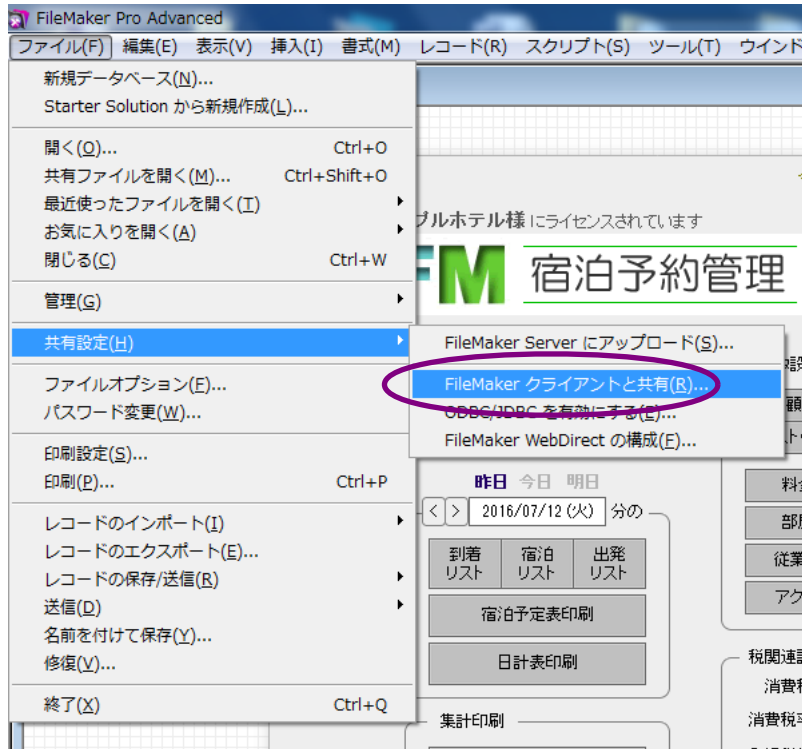 FileMaker Pro Advanced
ファイル(F) 編集(E) 表示(V) 挿入(I) 書式(M) レコード(R) スクリプト(S) ツール(T) ウインド
新規データベース(N)...
Starter Solution から新規作成(L)...
開く(O)... Ctrl+O
共有ファイルを開く(M)... Ctrl+Shift+O
最近使ったファイルを開く(T)
お気に入りを開く(A)
閉じる(C) Ctrl+W
管理(G)
共有設定(H)
ファイルオプション(F)...
パスワード変更(W)...
印刷設定(S)...
印刷(P)... Ctrl+P
レコードのインポート(I)
レコードのエクスポート(E)...
レコードの保存/送信(R)
送信(D)
名前を付けて保存(Y)...
修復(V)...
終了(X) Ctrl+Q
FileMaker Server にアップロード(S)...
FileMaker クライアントと共有(R)...
ODBC/JDBC を有効にする(E)...
FileMaker WebDirect の構成(F)...
ブルホテル様 にライセンスされています
FM 宿泊予約管理
昨日 今日 明日
< > 2016/07/12 (火) 分の
到着リスト 宿泊リスト 出発リスト
宿泊予定表印刷
日計表印刷
集計印刷
顧
料金
部屋
従業
アク
税関連
消費税
消費税率